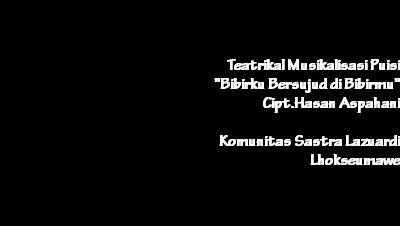 Teatrikal Musikalisasi Puisi
"Bibirku Bersujud di Bibirmu"
Cipt.Hasan Aspahani
Komunitas Sastra Lazuardi
Lhokseumawe